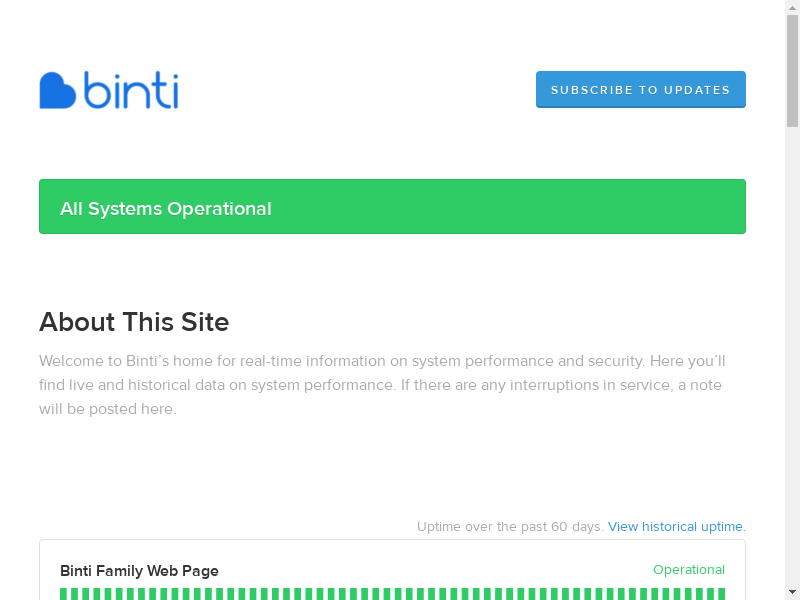 binti
SUBSCRIBE TO UPDATES
All Systems Operational
About This Site
Welcome to Binti’s home for real-time information on system performance and security. Here you’ll
find live and historical data on system performance. If there are any interruptions in service, a note
will be posted here.
Uptime over the past 60 days. View historical uptime.
Binti Family Web Page
Operational